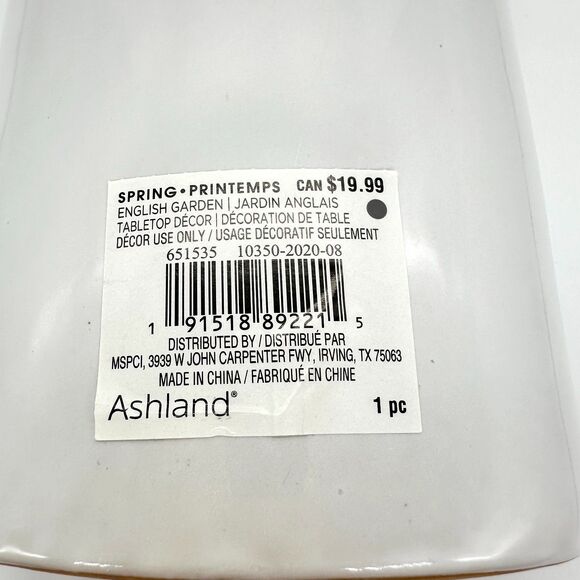 SPRING • PRINTEMPS CAN $19.99
ENGLISH GARDEN | JARDIN ANGLAIS
TABLETOP DÉCOR | DÉCORATION DE TABLE
DÉCOR USE ONLY / USAGE DÉCORATIF SEULEMENT
651535 10350-2020-08
1 91518 89221 5
DISTRIBUTED BY / DISTRIBUÉ PAR
MSPCI, 3939 W JOHN CARPENTER FWY, IRVING, TX 75063
MADE IN CHINA / FABRIQUÉ EN CHINE
Ashland® 1 pc